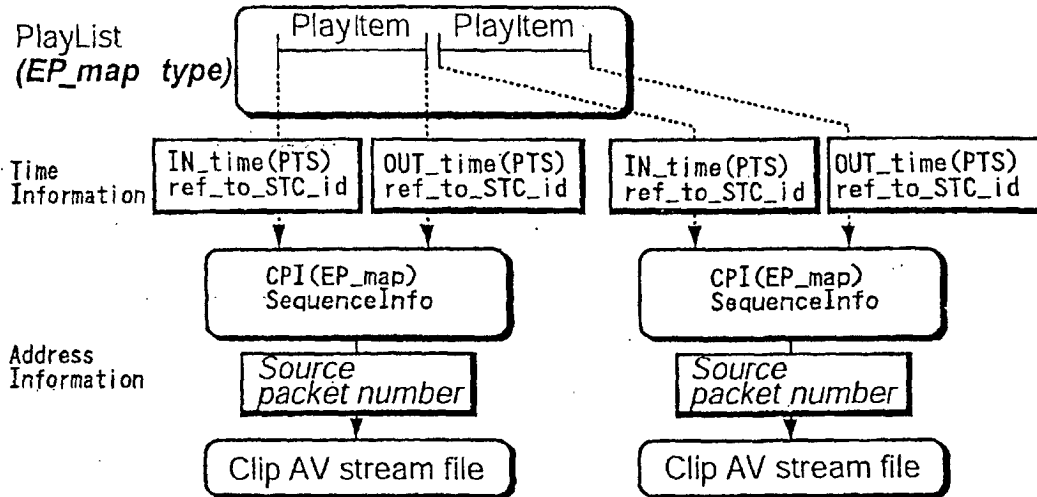 PlayList
(EP_map type)
PlayItem PlayItem
Time
Information
IN_time(PTS)
ref_to_STC_id
OUT_time(PTS)
ref_to_STC_id
IN_time(PTS)
ref_to_STC_id
OUT_time(PTS)
ref_to_STC_id
CPI(EP_map)
SequenceInfo
CPI(EP_map)
SequenceInfo
Address
Information
Source
packet number
Source
packet number
Clip AV stream file
Clip AV stream file